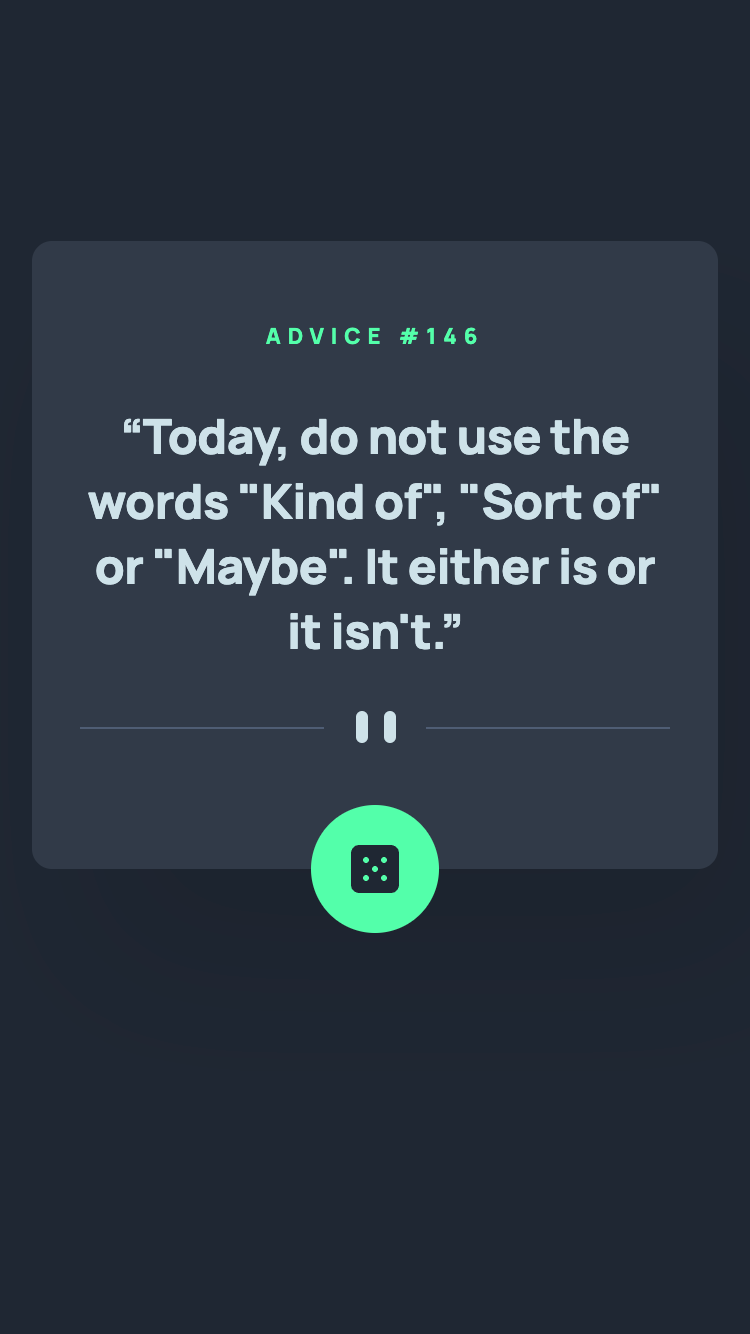 ADVICE #146
“Today, do not use the
words "Kind of", "Sort of"
or "Maybe". It either is or
it isn't.”